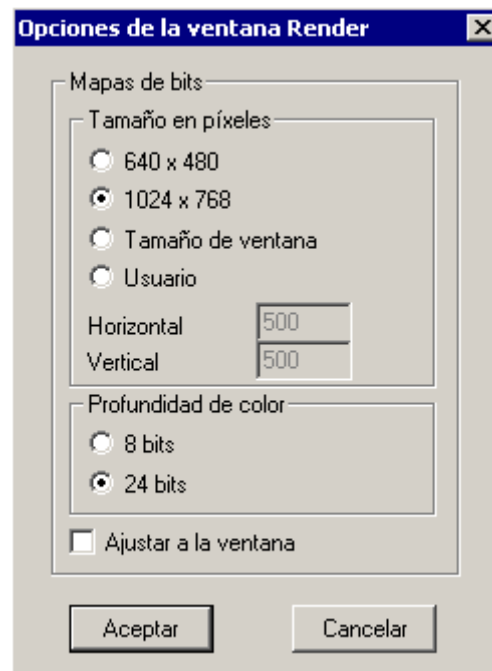 Opciones de la ventana Render
Mapas de bits
Tamaño en píxeles
640 x 480
1024 x 768
Tamaño de ventana
Usuario
Horizontal 500
Vertical 500
Profundidad de color
8 bits
24 bits
Ajustar a la ventana
Aceptar Cancelar